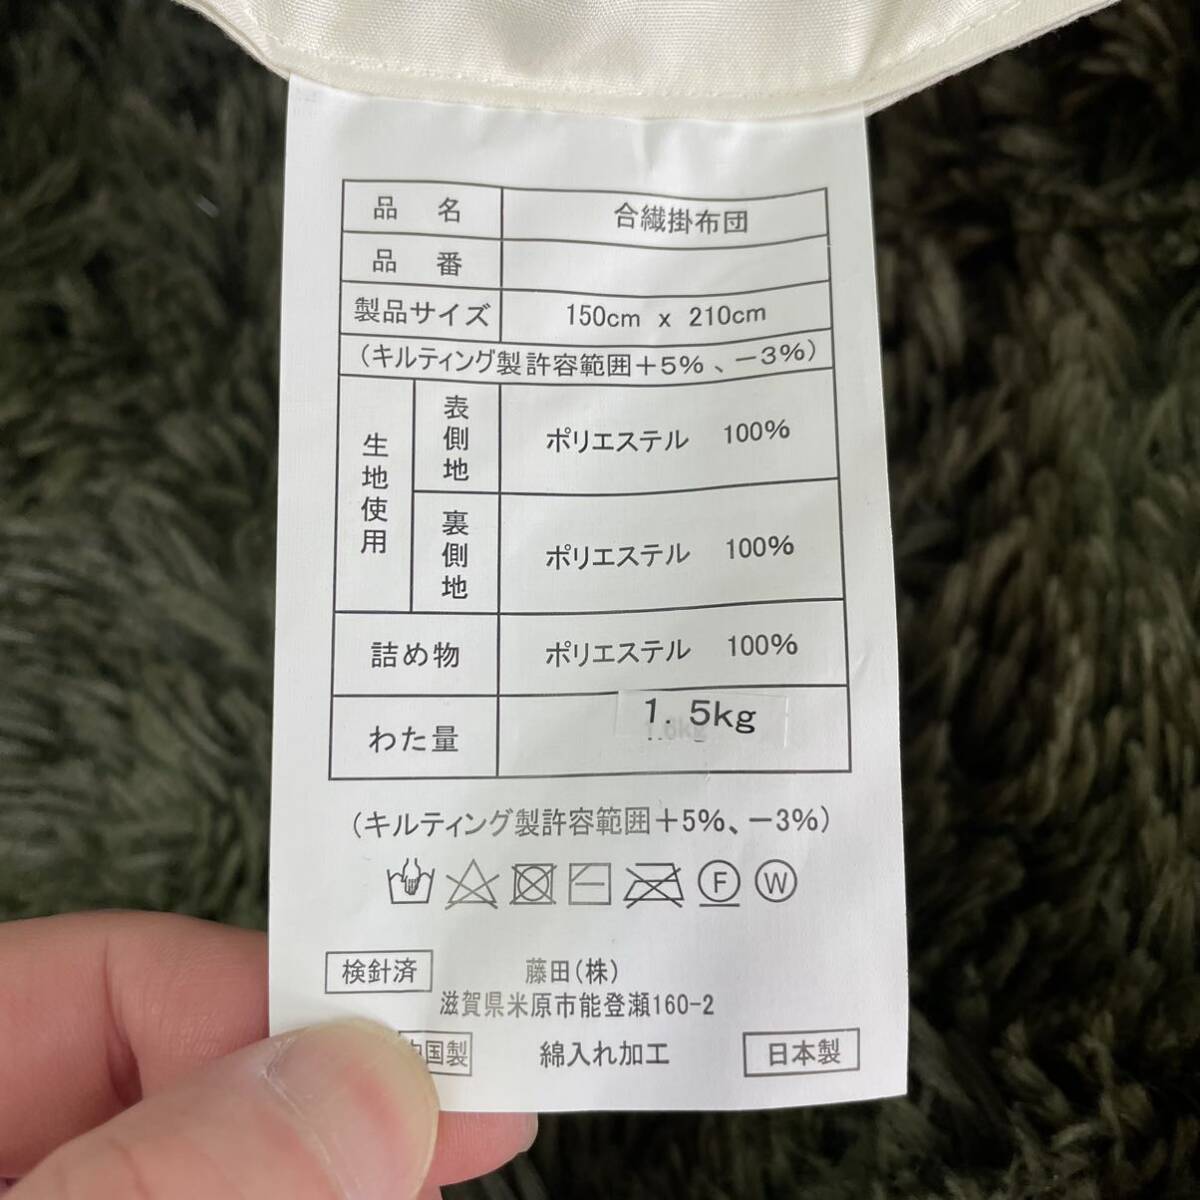 品 名 合繊掛布団
品 番
製品サイズ 150cm x 210cm
(キルティング製許容範囲+5%、-3%)
生地使用
表側地 ポリエステル 100%
裏側地 ポリエステル 100%
詰め物 ポリエステル 100%
わた量 1.5kg
(キルティング製許容範囲+5%、-3%)
F W
検針済 藤田(株)
滋賀県米原市能登瀬160-2
国製 綿入れ加工 日本製